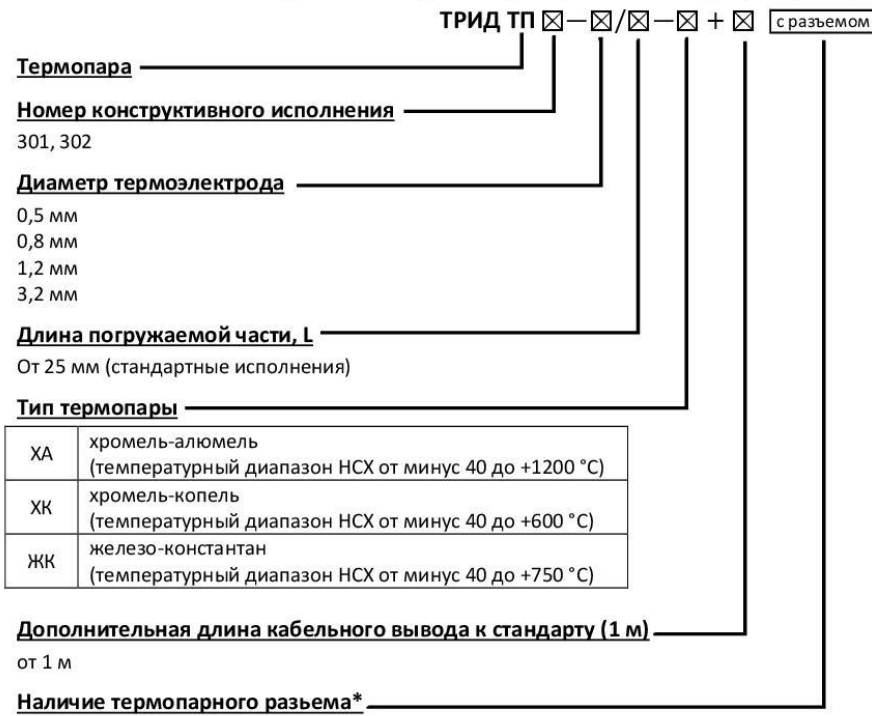 ТРИД ТП ☒—☒/☒—☒ + ☒ с разъемом
Термопара
Номер конструктивного исполнения
301, 302
Диаметр термоэлектрода
0,5 мм
0,8 мм
1,2 мм
3,2 мм
Длина погружаемой части, L
От 25 мм (стандартные исполнения)
Тип термопары
ХА
хромель-алюмель
(температурный диапазон НСХ от минус 40 до +1200 °С)
ХК
хромель-копель
(температурный диапазон НСХ от минус 40 до +600 °С)
ЖК
железо-константан
(температурный диапазон НСХ от минус 40 до +750 °С)
Дополнительная длина кабельного вывода к стандарту (1 м)
от 1 м
Наличие термопарного разьема*